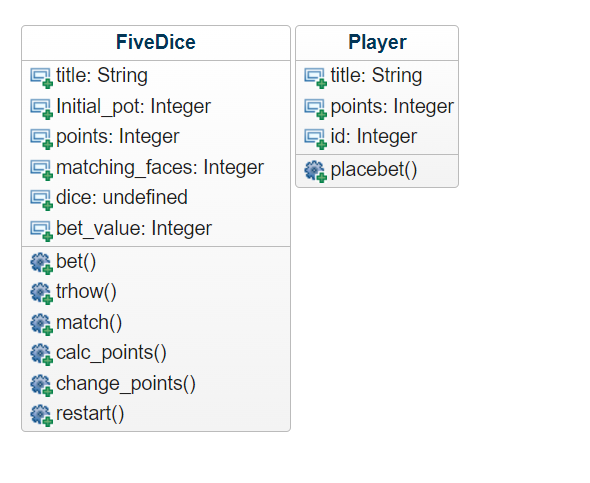 FiveDice
title: String
Initial_pot: Integer
points: Integer
matching_faces: Integer
dice: undefined
bet_value: Integer
bet()
trhow()
match()
calc_points()
change_points()
restart()
Player
title: String
points: Integer
id: Integer
placebet()